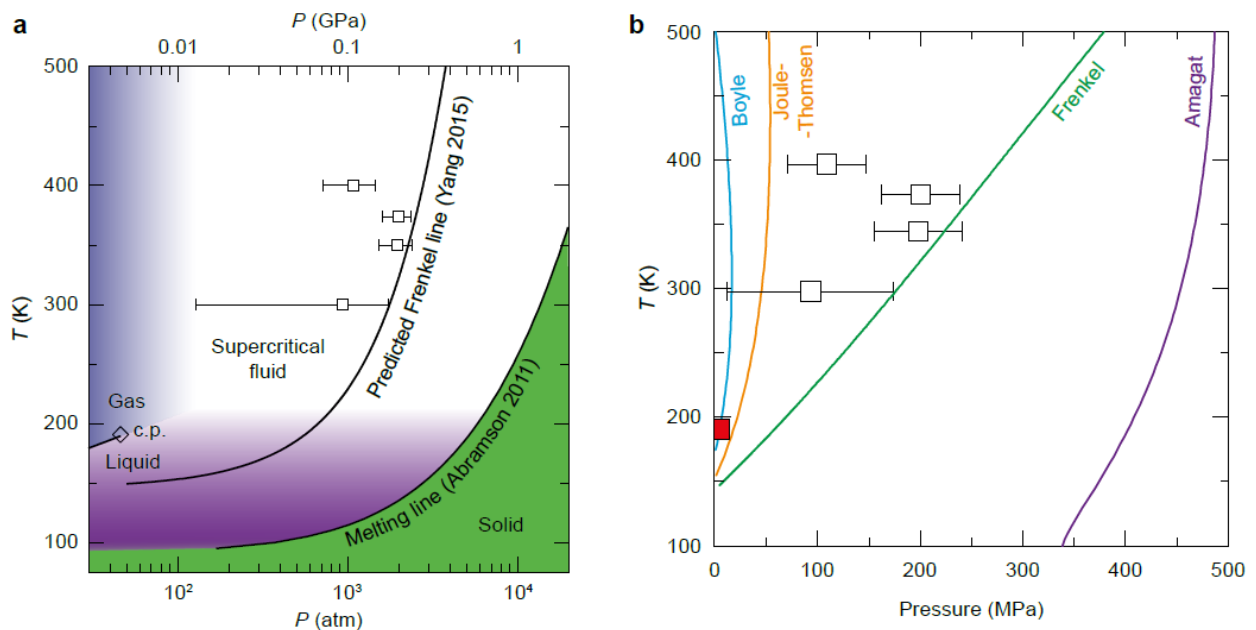 a
P (GPa)
0.01
0.1
1
500
400
300
200
100
T (K)
Predicted Frenkel line (Yang 2015)
Supercritical
fluid
Gas
c.p.
Liquid
Melting line (Abramson 2011)
Solid
10²
10³
10⁴
P (atm)
b
500
400
300
200
100
T (K)
Boyle
Joule-
-Thomsen
Frenkel
Amagat
0
100
200
300
400
500
Pressure (MPa)